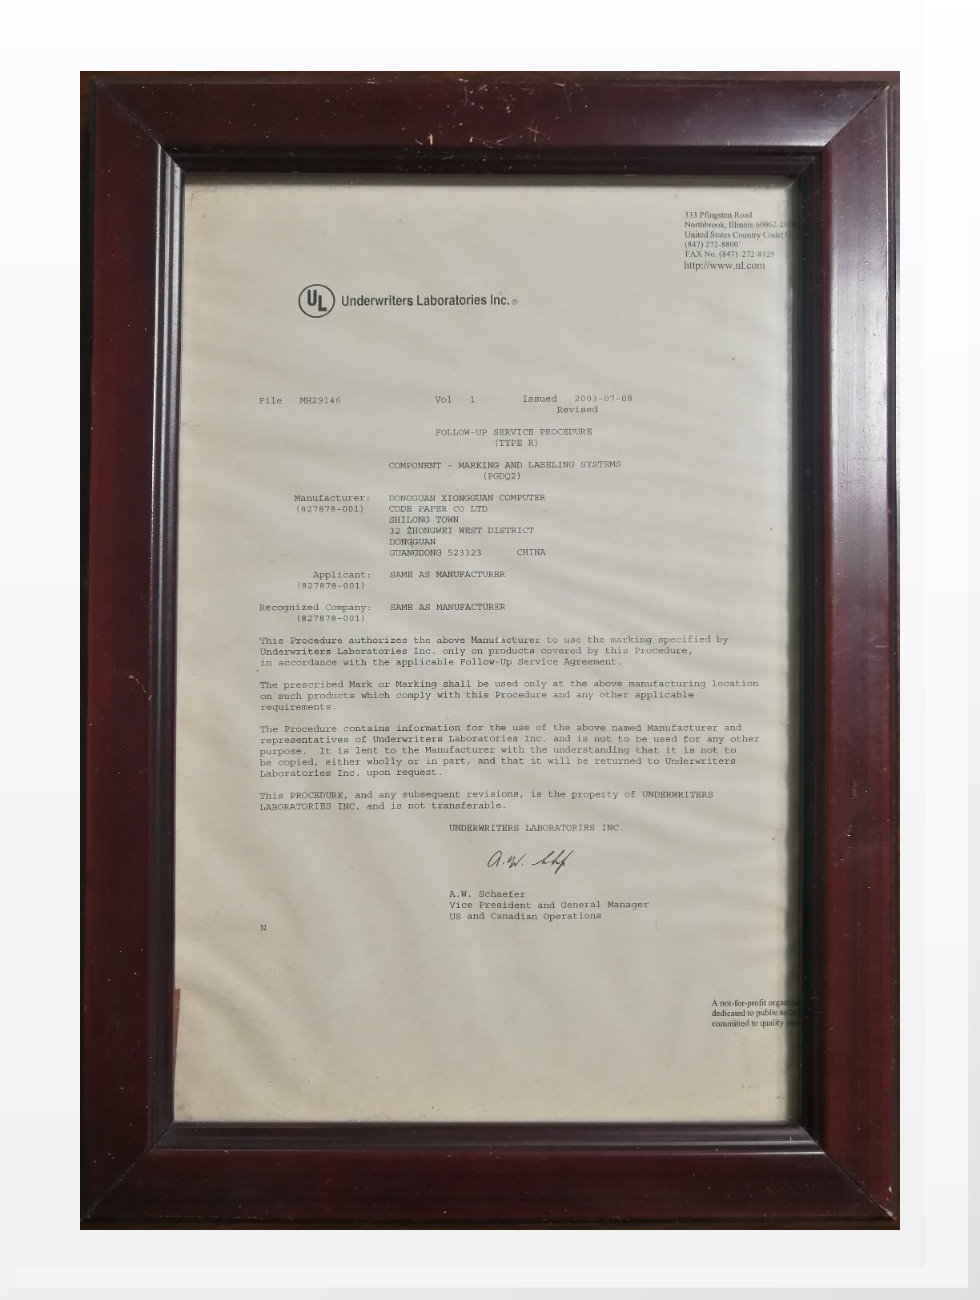 333 Pfingsten Road
Northbrook, Illinois 60062-20
United States Country Code(1)
(847) 272-8800
FAX No. (847) 272-8129
http://www.ul.com
UL Underwriters Laboratories Inc. ®
File MH29146 Vol 1 Issued 2003-07-08
Revised
FOLLOW-UP SERVICE PROCEDURE
(TYPE R)
COMPONENT - MARKING AND LABELING SYSTEMS
(PGDQ2)
Manufacturer: DONGGUAN XIONGGUAN COMPUTER
(827878-001) CODE PAPER CO LTD
SHILONG TOWN
32 ZHONGWEI WEST DISTRICT
DONGGUAN
GUANGDONG 523323 CHINA
Applicant: SAME AS MANUFACTURER
(827878-001)
Recognized Company: SAME AS MANUFACTURER
(827878-001)
This Procedure authorizes the above Manufacturer to use the marking specified by
Underwriters Laboratories Inc. only on products covered by this Procedure,
in accordance with the applicable Follow-Up Service Agreement.
The prescribed Mark or Marking shall be used only at the above manufacturing location
on such products which comply with this Procedure and any other applicable
requirements.
The Procedure contains information for the use of the above named Manufacturer and
representatives of Underwriters Laboratories Inc. and is not to be used for any other
purpose. It is lent to the Manufacturer with the understanding that it is not to
be copied, either wholly or in part, and that it will be returned to Underwriters
Laboratories Inc. upon request.
This PROCEDURE, and any subsequent revisions, is the property of UNDERWRITERS
LABORATORIES INC. and is not transferable.
UNDERWRITERS LABORATORIES INC.
A.W. Schaefer
Vice President and General Manager
US and Canadian Operations
N
A not-for-profit
dedicated to public
committed to quality